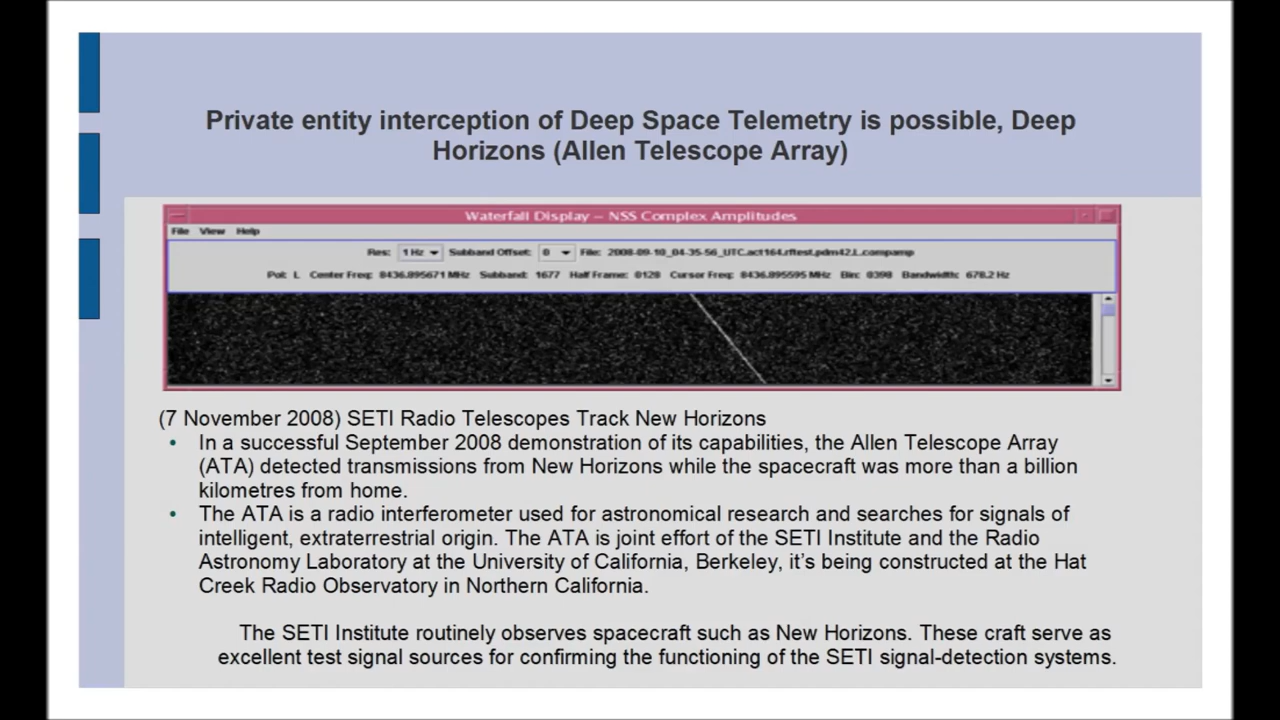 Private entity interception of Deep Space Telemetry is possible, Deep
Horizons (Allen Telescope Array)
Waterfall Display – NSS Complex Amplitudes
File View Help
Res: 1 Hz Subband Offset: 0 File: 2008-09-10_04-35-56_UTC.act164.rftest.pdm42.L.compamp
Pol: L Center Freq: 8436.895671 MHz Subband: 1677 Half Frame: 0128 Cursor Freq: 8436.895595 MHz Bin: 0398 Bandwidth: 678.2 Hz
(7 November 2008) SETI Radio Telescopes Track New Horizons
• In a successful September 2008 demonstration of its capabilities, the Allen Telescope Array
(ATA) detected transmissions from New Horizons while the spacecraft was more than a billion
kilometres from home.
• The ATA is a radio interferometer used for astronomical research and searches for signals of
intelligent, extraterrestrial origin. The ATA is joint effort of the SETI Institute and the Radio
Astronomy Laboratory at the University of California, Berkeley, it's being constructed at the Hat
Creek Radio Observatory in Northern California.
The SETI Institute routinely observes spacecraft such as New Horizons. These craft serve as
excellent test signal sources for confirming the functioning of the SETI signal-detection systems.